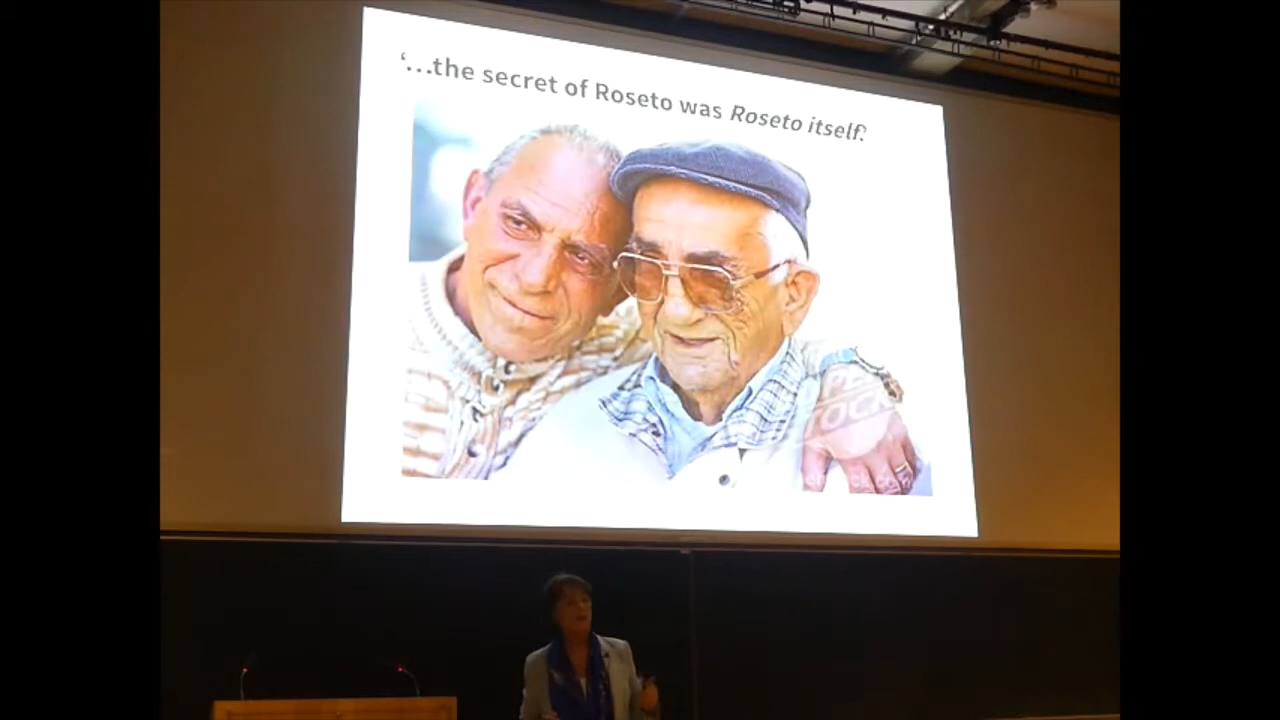 ‘...the secret of Roseto was Roseto itself.’